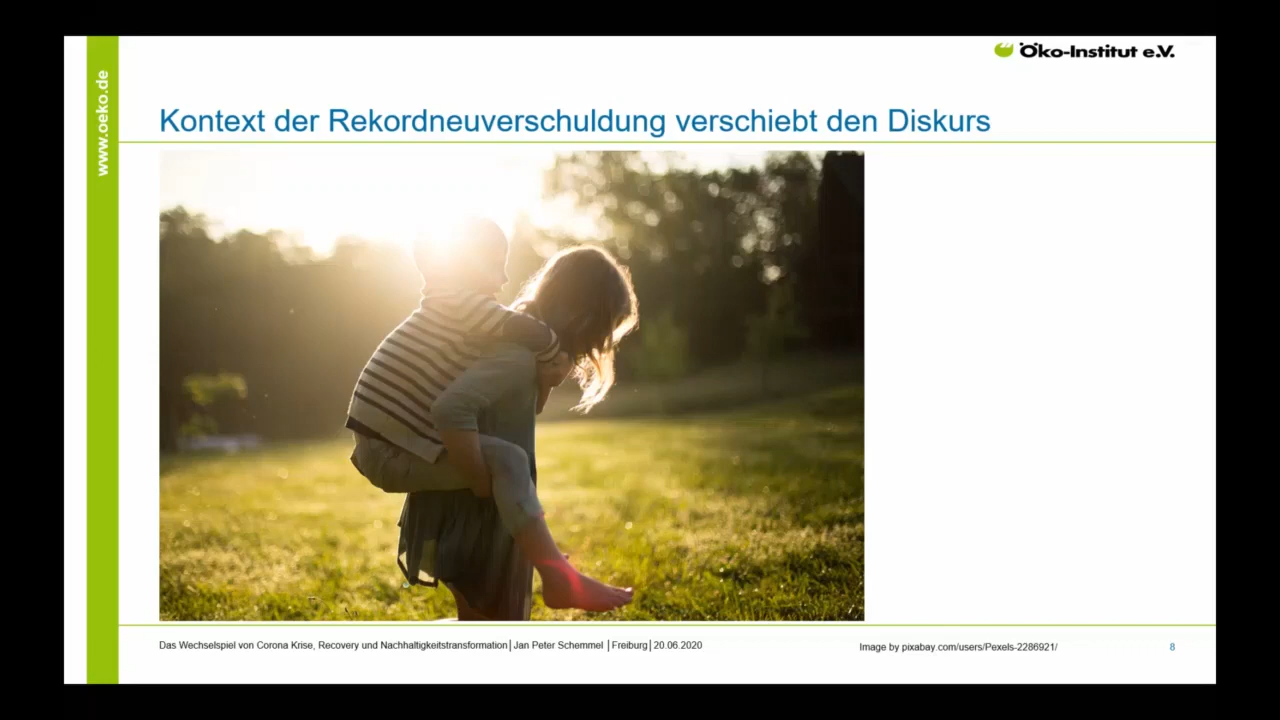 www.oeko.de
Öko-Institut e.V.
Kontext der Rekordneuverschuldung verschiebt den Diskurs
Das Wechselspiel von Corona Krise, Recovery und Nachhaltigkeitstransformation│Jan Peter Schemmel │Freiburg│20.06.2020
Image by pixabay.com/users/Pexels-2286921/
8